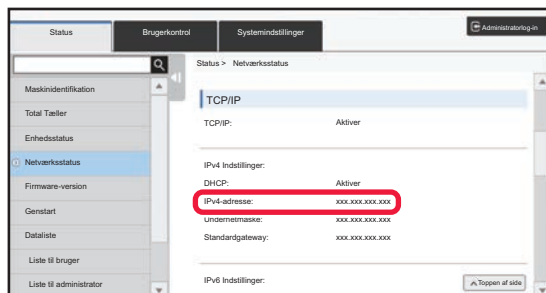 Status
Brugerkontrol
Systemindstillinger
Administratorlog-in
Status > Netværksstatus
Maskinidentifikation
Total Tæller
Enhedsstatus
Netværksstatus
Firmware-version
Genstart
Dataliste
Liste til bruger
Liste til administrator
TCP/IP
TCP/IP: Aktiver
IPv4 Indstillinger:
DHCP: Aktiver
IPv4-adresse: xxx.xxx.xxx.xxx
Undernetmaske: xxx.xxx.xxx.xxx
Standardgateway: xxx.xxx.xxx.xxx
IPv6 Indstillinger:
Toppen af side